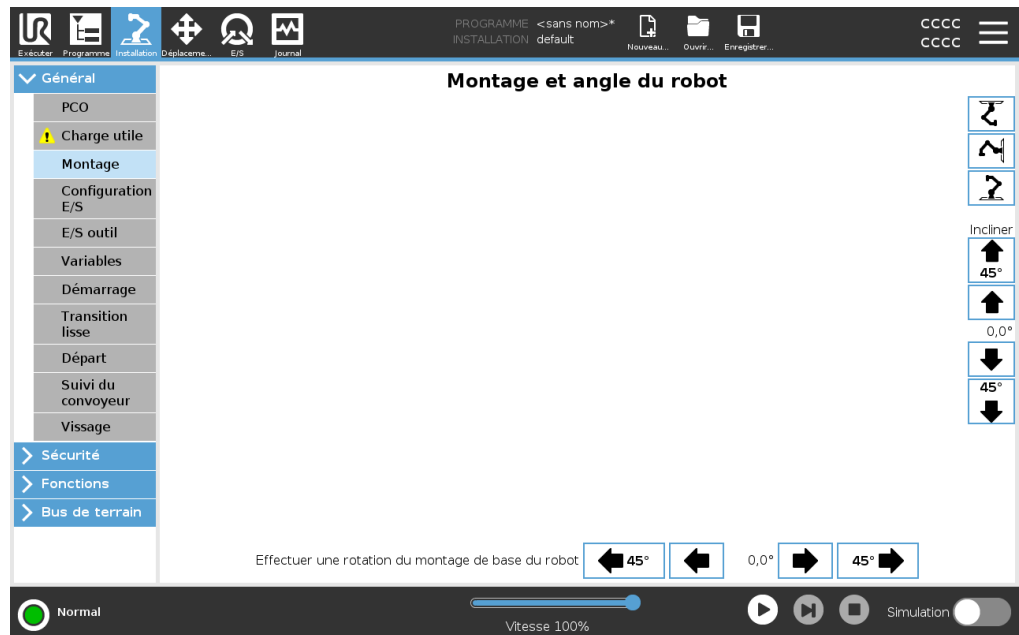 Exécuter
Programme
Installation
Déplaceme...
E/S
Journal
PROGRAMME <sans nom>*
INSTALLATION default
Nouveau...
Ouvrir...
Enregistrer...
cccc
cccc
Général
PCO
Charge utile
Montage
Configuration
E/S
E/S outil
Variables
Démarrage
Transition
lisse
Départ
Suivi du
convoyeur
Vissage
Sécurité
Fonctions
Bus de terrain
Montage et angle du robot
Incliner
45°
0,0°
45°
Effectuer une rotation du montage de base du robot 45° 0,0° 45°
Normal
Vitesse 100%
Simulation